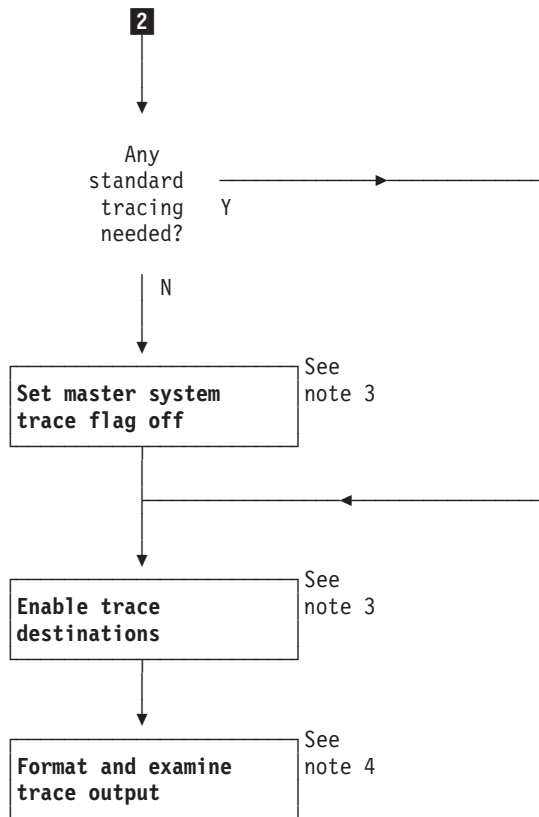 2
Any
standard
tracing Y
needed?
N
See
Set master system note 3
trace flag off
See
Enable trace note 3
destinations
See
Format and examine note 4
trace output